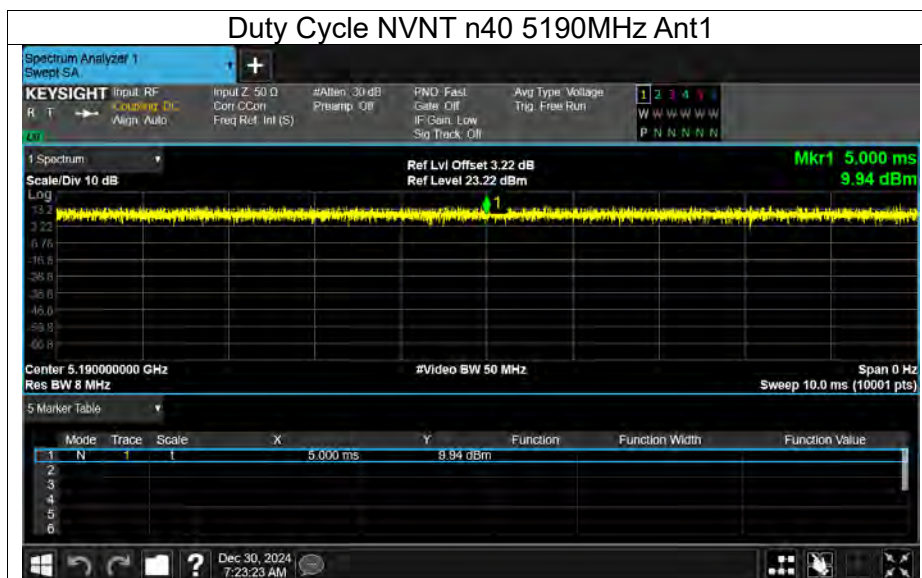 Duty Cycle NVNT n40 5190MHz Ant1
Spectrum Analyzer 1
Swept SA
+
KEYSIGHT Input: RF Input Z: 50 Ω #Atten: 30 dB PNO: Fast Avg Type: Voltage 1 2 3 4 5 6
R T Coupling: DC Corr CCorr Preamp: Off Gate: Off Trig: Free Run W W W W W W
Align: Auto Freq Ref: Int (S) IF Gain: Low
Sig Track: Off P N N N N N
1 Spectrum Ref Lvl Offset 3.22 dB Mkr1 5.000 ms
Scale/Div 10 dB Ref Level 23.22 dBm 9.94 dBm
Log
13.2
1
3.22
-6.78
-16.8
-26.8
-36.8
-46.8
-56.8
-66.8
Center 5.190000000 GHz #Video BW 50 MHz Span 0 Hz
Res BW 8 MHz Sweep 10.0 ms (10001 pts)
5 Marker Table
Mode Trace Scale X Y Function Function Width Function Value
1 N 1 t 5.000 ms 9.94 dBm
2
3
4
5
6
? Dec 30, 2024
7:23:23 AM